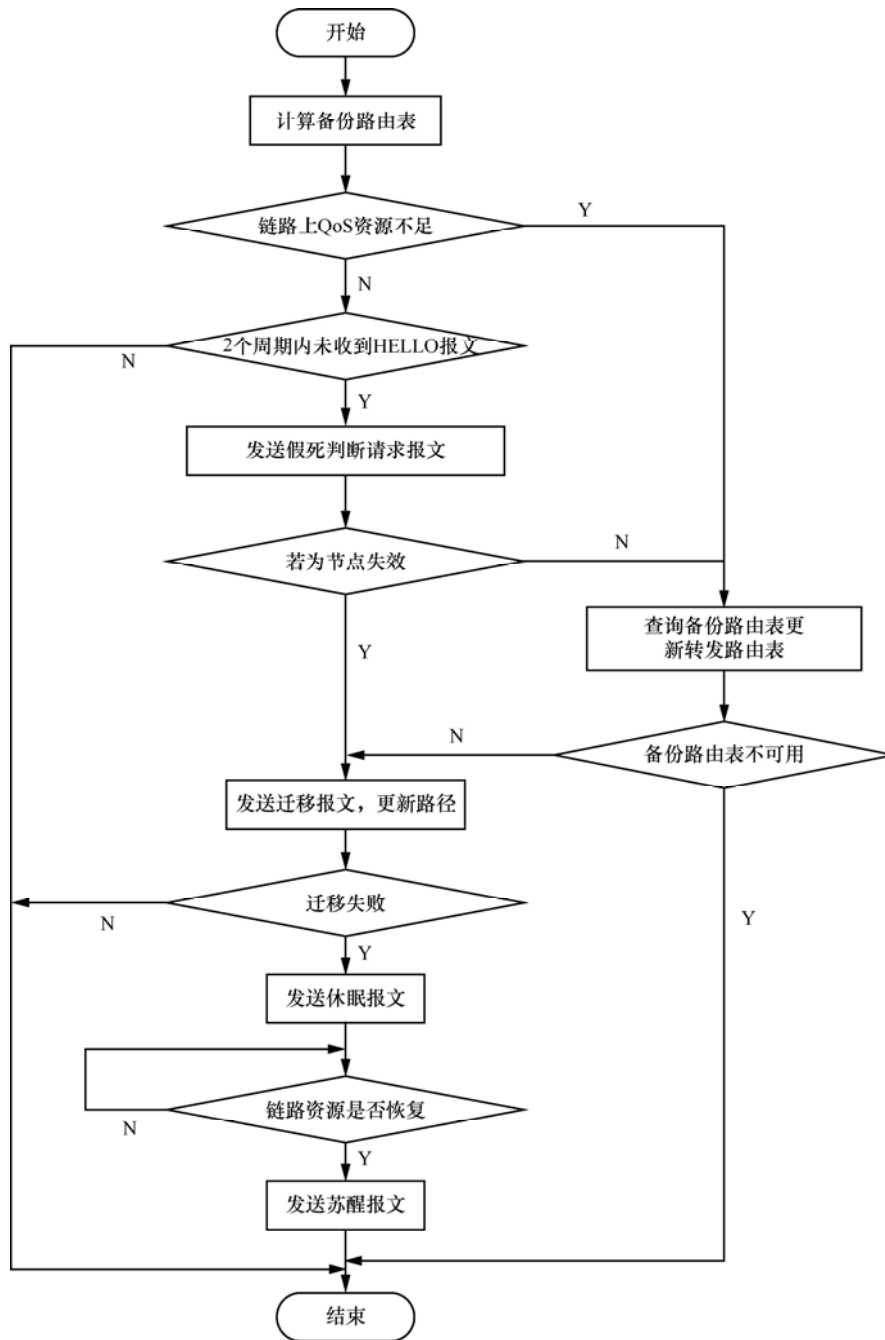 开始
计算备份路由表
链路上QoS资源不足
Y
N
2个周期内未收到HELLO报文
N
Y
发送假死判断请求报文
若为节点失效
N
查询备份路由表更
新转发路由表
Y
N
备份路由表不可用
发送迁移报文，更新路径
迁移失败
N
Y
Y
发送休眠报文
链路资源是否恢复
N
Y
发送苏醒报文
结束